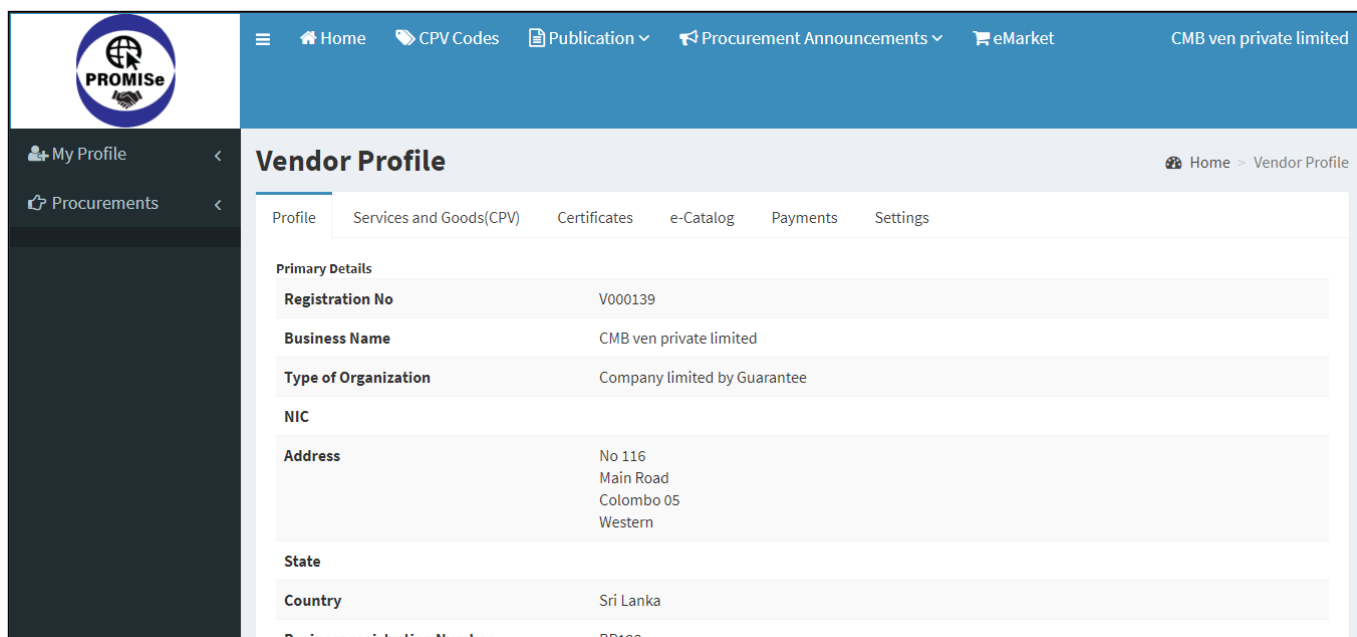 PROMISe
Home CPV Codes Publication Procurement Announcements eMarket CMB ven private limited
My Profile
Procurements
Vendor Profile
Home > Vendor Profile
Profile Services and Goods(CPV) Certificates e-Catalog Payments Settings
Primary Details
Registration No V000139
Business Name CMB ven private limited
Type of Organization Company limited by Guarantee
NIC
Address No 116
Main Road
Colombo 05
Western
State
Country Sri Lanka